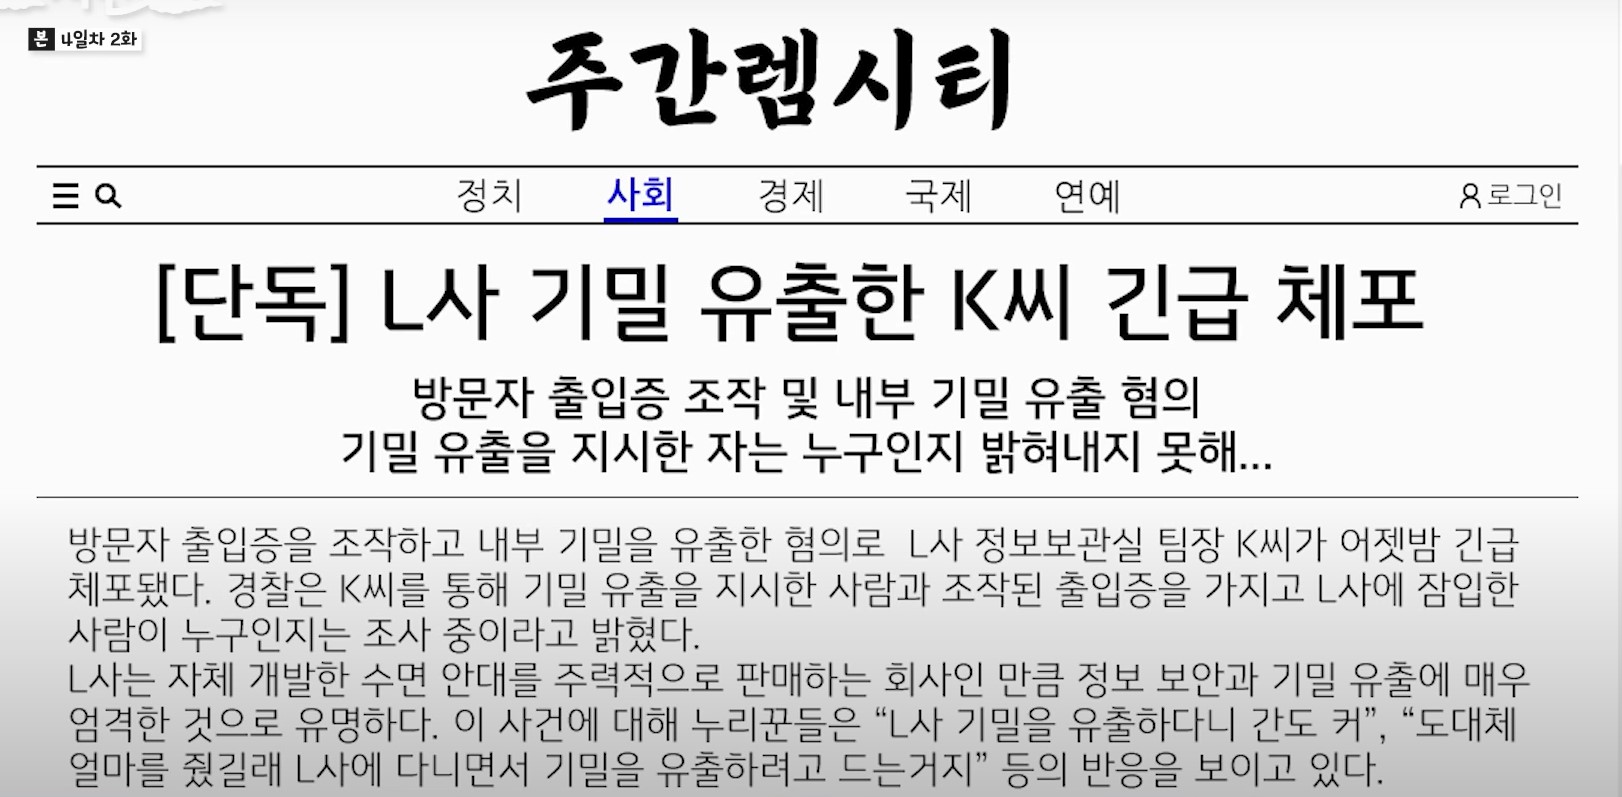 본 4일차 2화
주간렘시티
정치 사회 경제 국제 연예 로그인
[단독] L사 기밀 유출한 K씨 긴급 체포
방문자 출입증 조작 및 내부 기밀 유출 혐의
기밀 유출을 지시한 자는 누구인지 밝혀내지 못해...
방문자 출입증을 조작하고 내부 기밀을 유출한 혐의로 L사 정보보관실 팀장 K씨가 어젯밤 긴급
체포됐다. 경찰은 K씨를 통해 기밀 유출을 지시한 사람과 조작된 출입증을 가지고 L사에 잠입한
사람이 누구인지는 조사 중이라고 밝혔다.
L사는 자체 개발한 수면 안대를 주력적으로 판매하는 회사인 만큼 정보 보안과 기밀 유출에 매우
엄격한 것으로 유명하다. 이 사건에 대해 누리꾼들은 “L사 기밀을 유출하다니 간도 커”, “도대체
얼마를 줬길래 L사에 다니면서 기밀을 유출하려고 드는거지” 등의 반응을 보이고 있다.